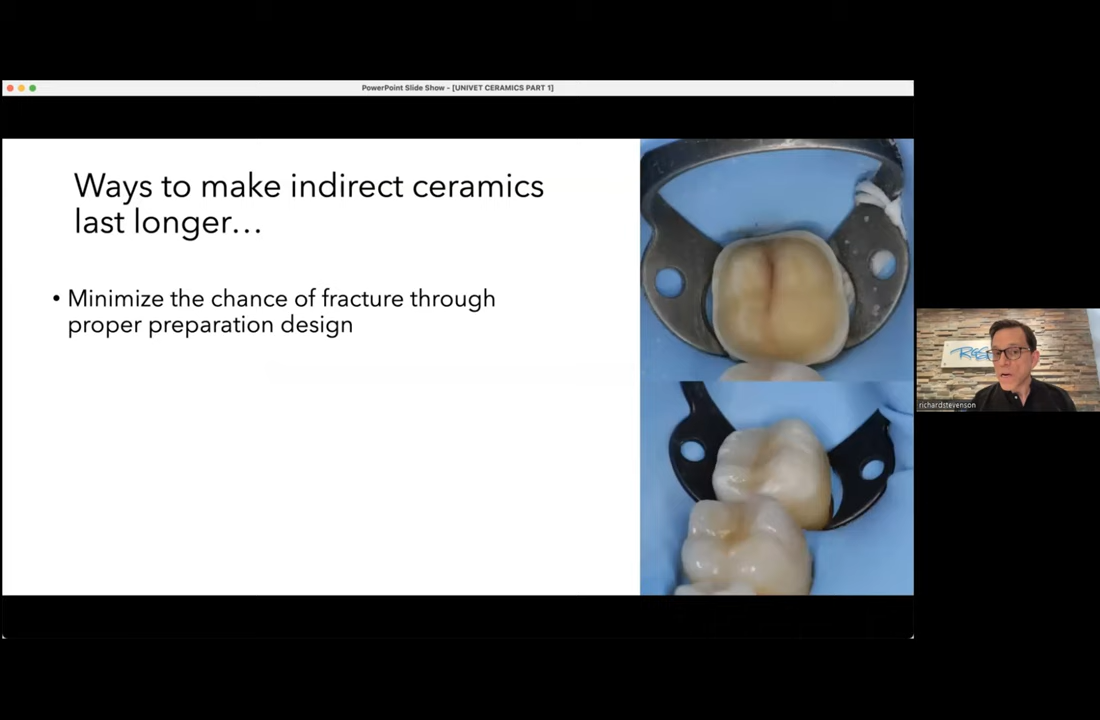 PowerPoint Slide Show - [UNIVET CERAMICS PART 1]
Ways to make indirect ceramics
last longer...
• Minimize the chance of fracture through
proper preparation design
richardstevenson